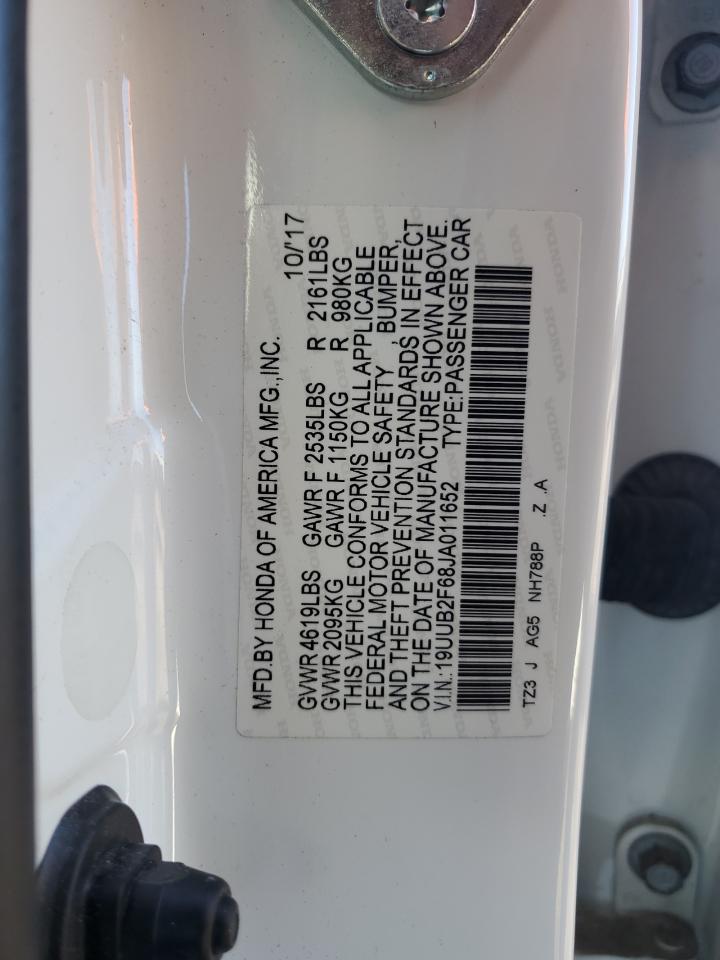 MFD.BY HONDA OF AMERICA MFG.,INC. 10/'17
GVWR 4619LBS GAWR F 2535LBS R 2161LBS
GVWR 2095KG GAWR F 1150KG R 980KG
THIS VEHICLE CONFORMS TO ALL APPLICABLE
FEDERAL MOTOR VEHICLE SAFETY , BUMPER,
AND THEFT PREVENTION STANDARDS IN EFFECT
ON THE DATE OF MANUFACTURE SHOWN ABOVE.
V.I.N.:19UUB2F68JA011652 TYPE:PASSENGER CAR
TZ3 J AG5 NH788P .Z .A